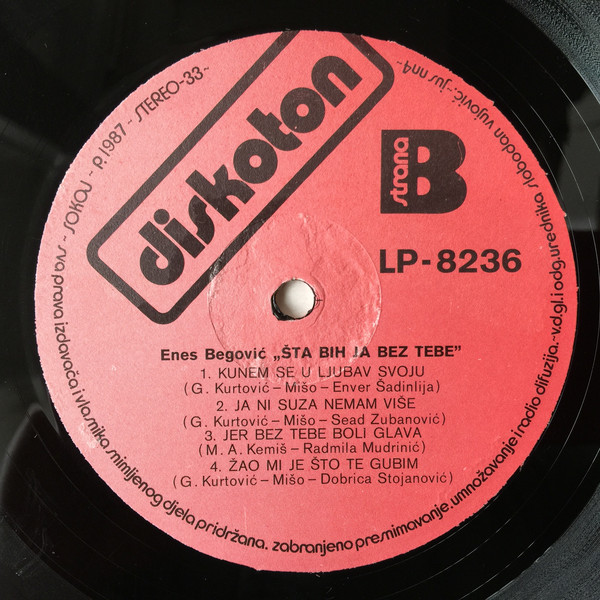 diskoton
strana
B
LP-8236
Enes Begović „ŠTA BIH JA BEZ TEBE”
1. KUNEM SE U LJUBAV SVOJU
(G. Kurtović – Mišo – Enver Šadinlija)
2. JA NI SUZA NEMAM VIŠE
(G. Kurtović – Mišo – Sead Zubanović)
3. JER BEZ TEBE BOLI GLAVA
(M. A. Kemiš – Radmila Mudrinić)
4. ŽAO MI JE ŠTO TE GUBIM
(G. Kurtović – Mišo – Dobrica Stojanović)
STEREO-33 - P. 1987 - SOKOJ - sva prava izdavača i vlasnika snimljenog djela pridržana. zabranjeno presnimavanje. umnožavanje i radio difuzija. - v.d. gl. i odg. urednika slobodan vujović. - jus nn4 -